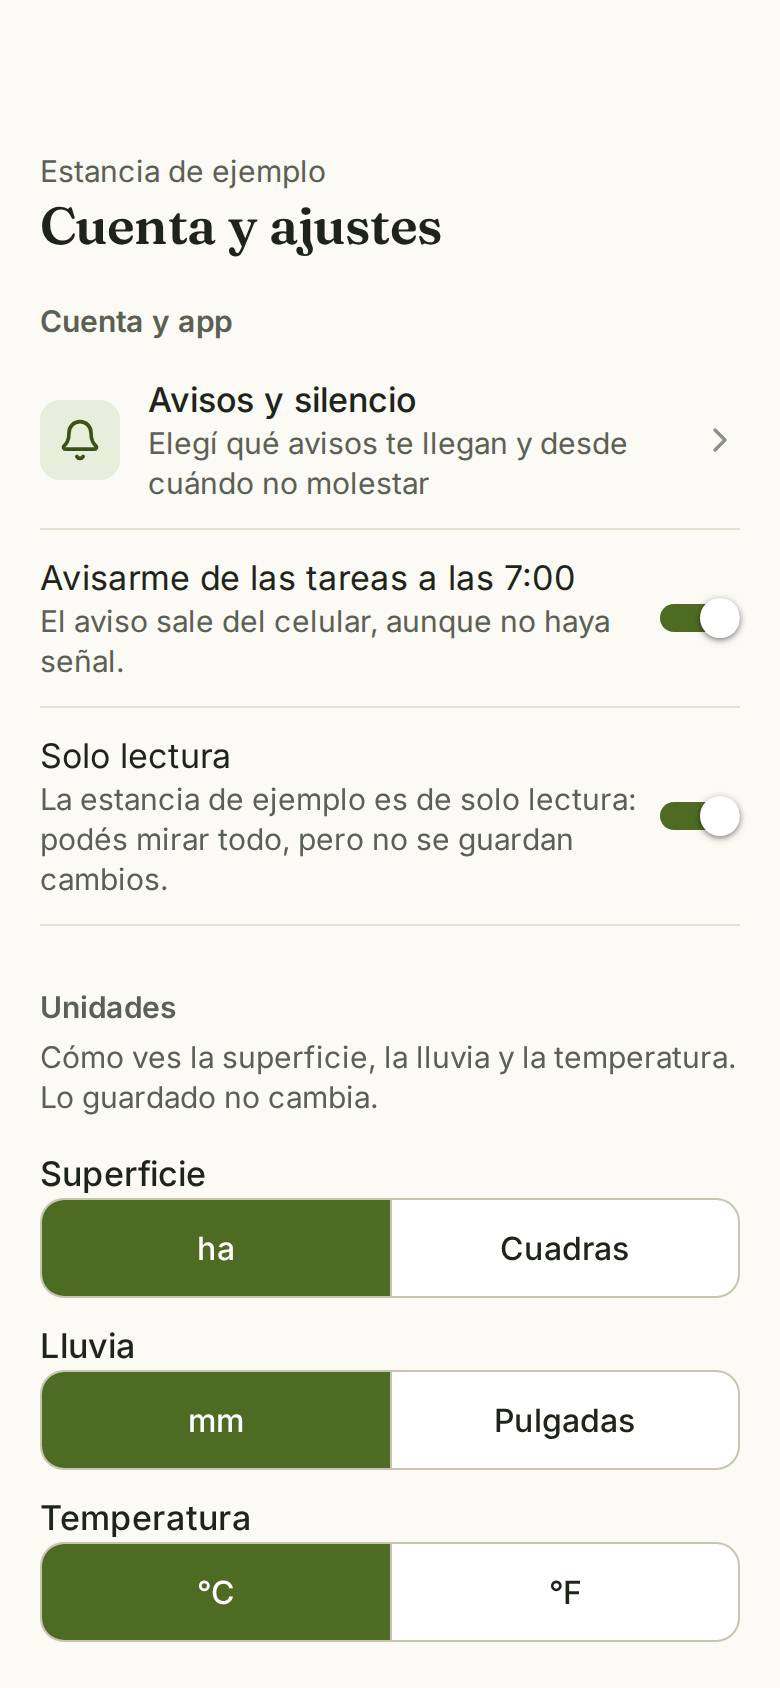 Estancia de ejemplo
Cuenta y ajustes
Cuenta y app
Avisos y silencio
Elegí qué avisos te llegan y desde
cuándo no molestar
Avisarme de las tareas a las 7:00
El aviso sale del celular, aunque no haya
señal.
Solo lectura
La estancia de ejemplo es de solo lectura:
podés mirar todo, pero no se guardan
cambios.
Unidades
Cómo ves la superficie, la lluvia y la temperatura.
Lo guardado no cambia.
Superficie
ha
Cuadras
Lluvia
mm
Pulgadas
Temperatura
°C
°F